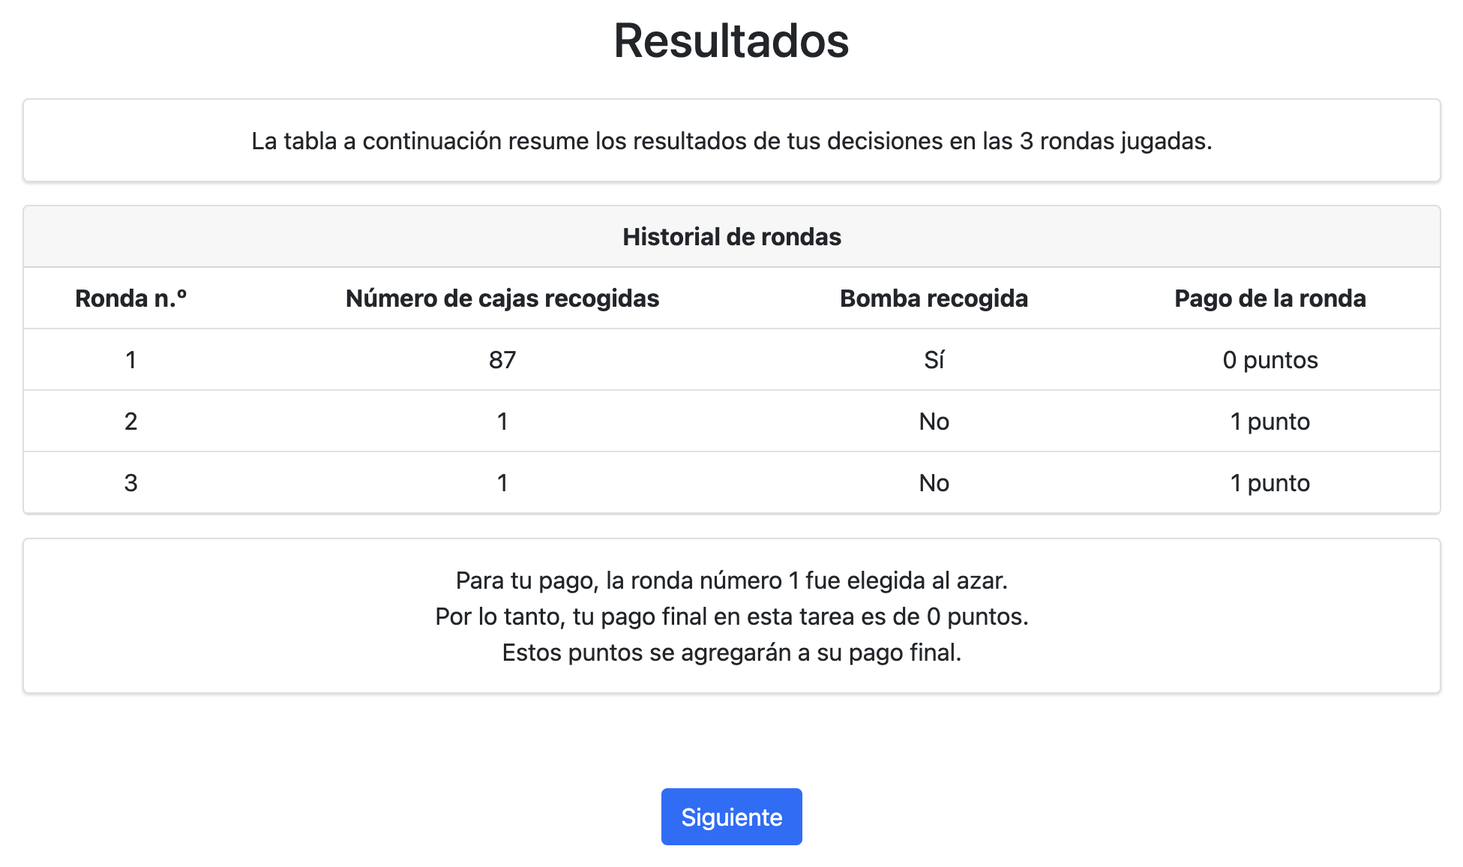 Resultados
La tabla a continuación resume los resultados de tus decisiones en las 3 rondas jugadas.
Historial de rondas
Ronda n.º Número de cajas recogidas Bomba recogida Pago de la ronda
1 87 Sí 0 puntos
2 1 No 1 punto
3 1 No 1 punto
Para tu pago, la ronda número 1 fue elegida al azar.
Por lo tanto, tu pago final en esta tarea es de 0 puntos.
Estos puntos se agregarán a su pago final.
Siguiente